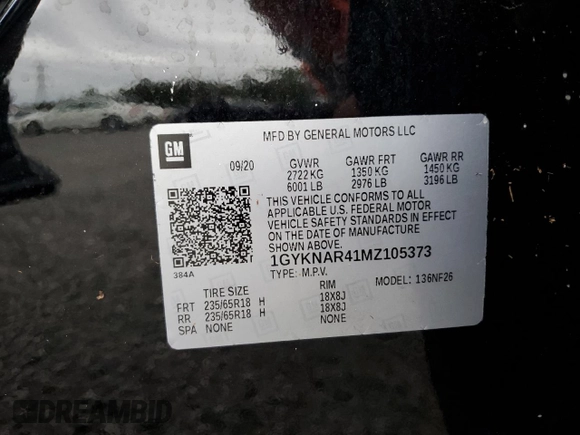 GM
MFD BY GENERAL MOTORS LLC
09/20 GVWR GAWR FRT GAWR RR
2722 KG 1350 KG 1450 KG
6001 LB 2976 LB 3196 LB
THIS VEHICLE CONFORMS TO ALL
APPLICABLE U.S. FEDERAL MOTOR
VEHICLE SAFETY STANDARDS IN EFFECT
ON THE DATE OF MANUFACTURE
SHOWN ABOVE.
384A
1GYKNAR41MZ105373
TYPE: M.P.V. MODEL: 136NF26
TIRE SIZE RIM
FRT 235/65R18 H 18X8J
RR 235/65R18 H 18X8J
SPA NONE NONE
DREAMBID